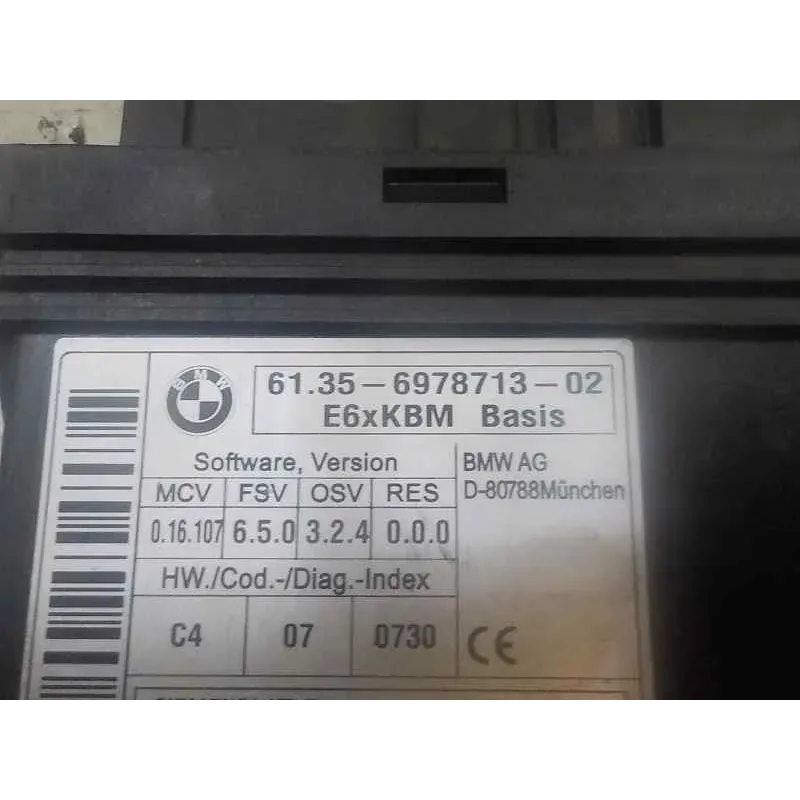 BMW
61.35-6978713-02
E6xKBM Basis
Software, Version
MCV FSV OSV RES
0.16.107 6.5.0 3.2.4 0.0.0
HW./Cod.-/Diag.-Index
C4 07 0730
BMW AG
D-80788München
CE